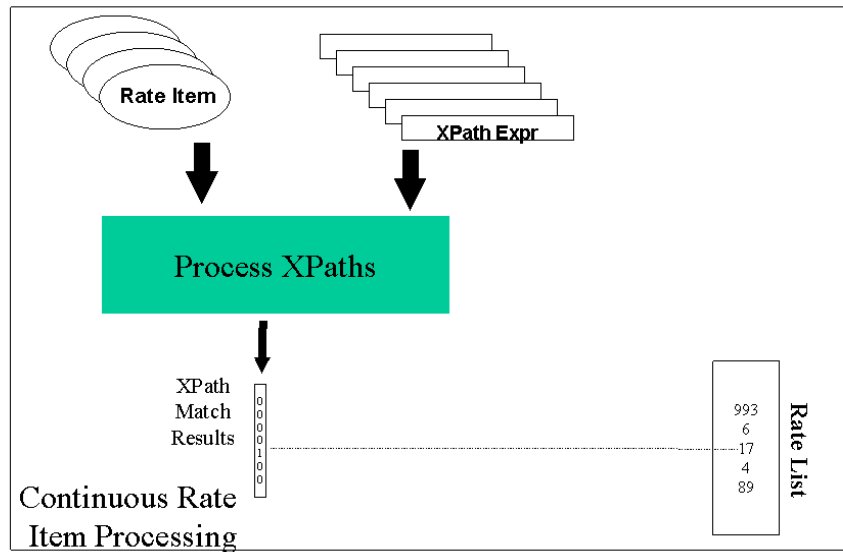 Rate Item
XPath Expr
Process XPaths
XPath
Match
Results
0
0
0
0
1
0
0
993
6
17
4
89
Rate List
Continuous Rate
Item Processing